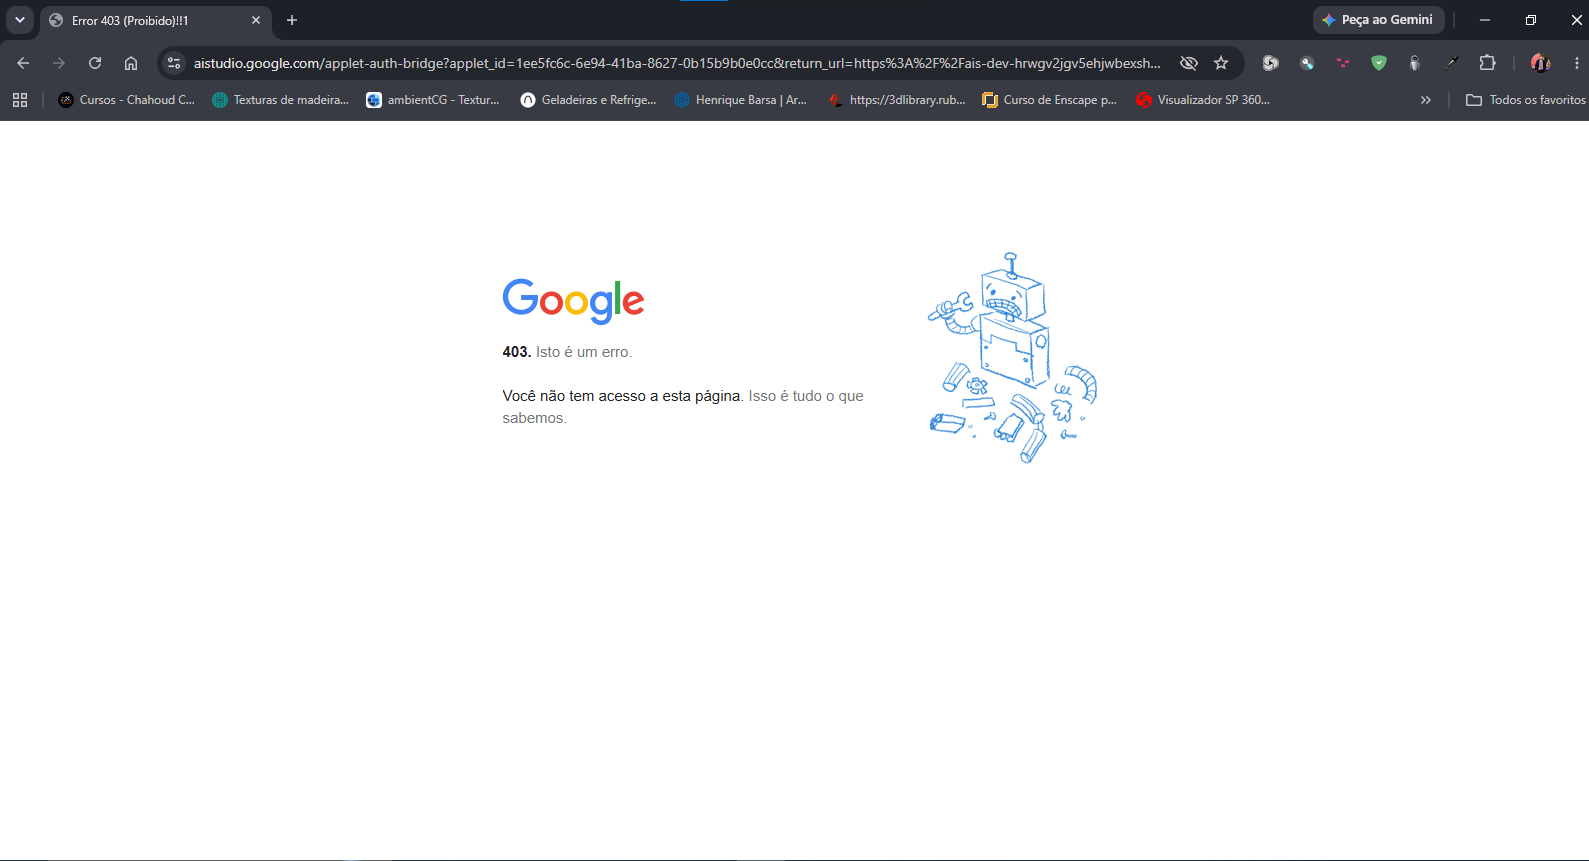 Error 403 (Proibido)!!1
Peça ao Gemini
aistudio.google.com/applet-auth-bridge?applet_id=1ee5fc6c-6e94-41ba-8627-0b15b9b0e0cc&return_url=https%3A%2F%2Fais-dev-hrwgv2jgv5ehjwbexsh...
Cursos - Chahoud C...
Texturas de madeira...
ambientCG - Textur...
Geladeiras e Refrige...
Henrique Barsa | Ar...
https://3dlibrary.rub...
Curso de Enscape p...
Visualizador SP 360...
Todos os favoritos
Google
403. Isto é um erro.
Você não tem acesso a esta página. Isso é tudo o que
sabemos.